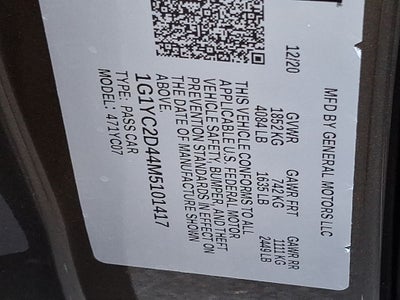 MFD BY GENERAL MOTORS LLC
12/20 GVWR GAWR FRT GAWR RR
1852 KG 742 KG 1111 KG
4084 LB 1635 LB 2449 LB
THIS VEHICLE CONFORMS TO ALL
APPLICABLE U.S. FEDERAL MOTOR
VEHICLE SAFETY, BUMPER, AND THEFT
PREVENTION STANDARDS IN EFFECT ON
THE DATE OF MANUFACTURE SHOWN
ABOVE.
1G1YC2D44M5101417
TYPE: PASS CAR
MODEL: 471YC07